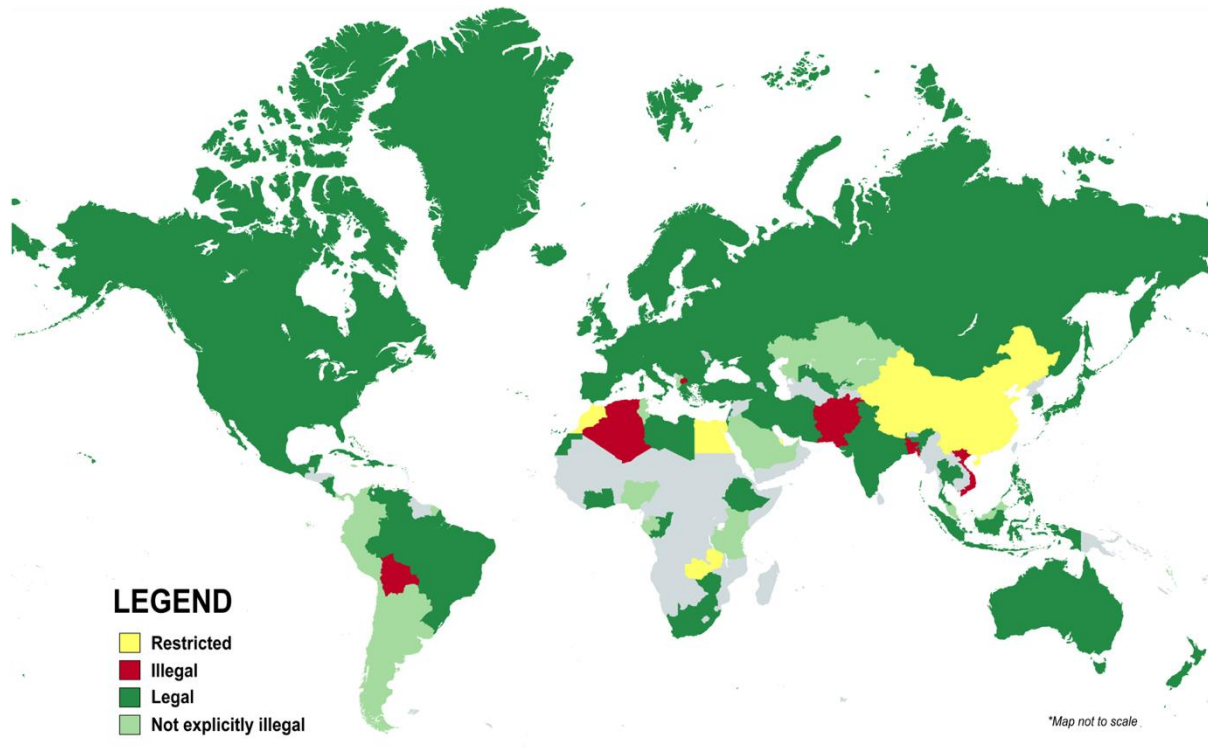 LEGEND
Restricted
Illegal
Legal
Not explicitly illegal
*Map not to scale